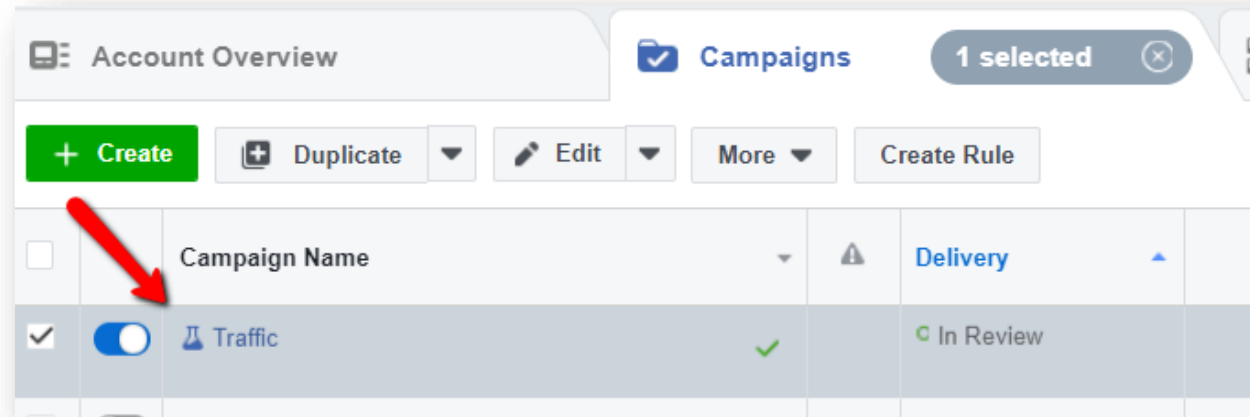 Account Overview
Campaigns
1 selected
+ Create
Duplicate
Edit
More
Create Rule
Campaign Name
Delivery
Traffic
In Review